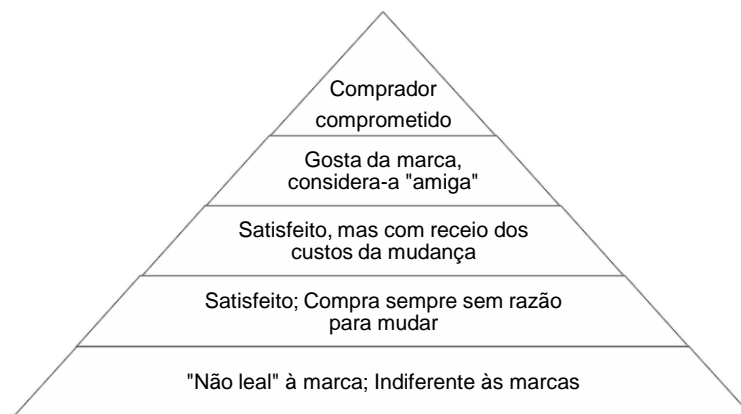 Comprador
comprometido
Gosta da marca,
considera-a "amiga"
Satisfeito, mas com receio dos
custos da mudança
Satisfeito; Compra sempre sem razão
para mudar
"Não leal" à marca; Indiferente às marcas